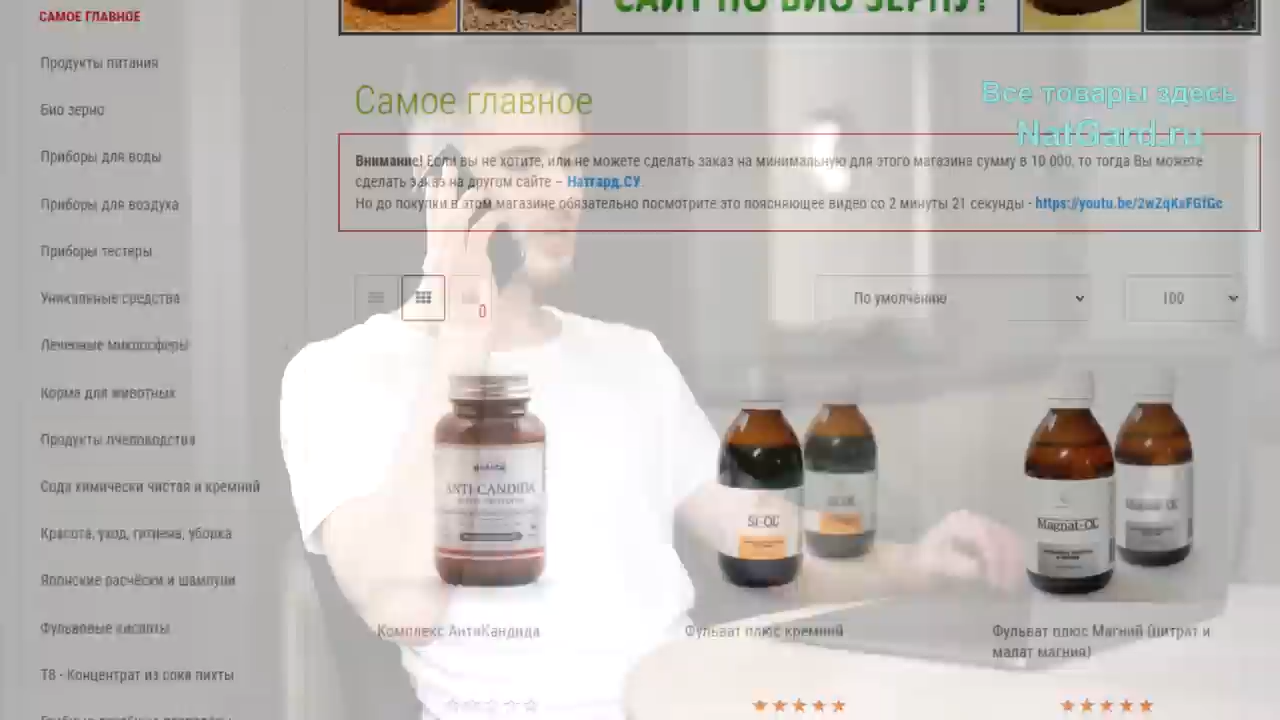 САМОЕ ГЛАВНОЕ
Продукты питания
Био зерно
Приборы для воды
Приборы для воздуха
Приборы тестеры
Уникальные средства
Лечебные микросферы
Корма для животных
Продукты пчеловодства
Сода химически чистая и кремний
Красота, уход, гигиена, уборка
Японские расчёски и шампуни
Фульвовые кислоты
Т8 - Концентрат из сока пихты
САЙТ ПО БИО ЗЕРНУ!
Самое главное
Все товары здесь
NatGard.ru
Внимание! Если вы не хотите, или не можете сделать заказ на минимальную для этого магазина сумму в 10 000, то тогда Вы можете
сделать заказ на другом сайте – Натгард.СУ.
Но до покупки в этом магазине обязательно посмотрите это поясняющее видео со 2 минуты 21 секунды - https://youtu.be/2wZqKaFGfGc
0
По умолчанию
100
ANTI-CANDIDA
Si-OL
Magnat-OL
Комплекс АнтиКандида
Фульват плюс кремний
Фульват плюс Магний (цитрат и
малат магния)